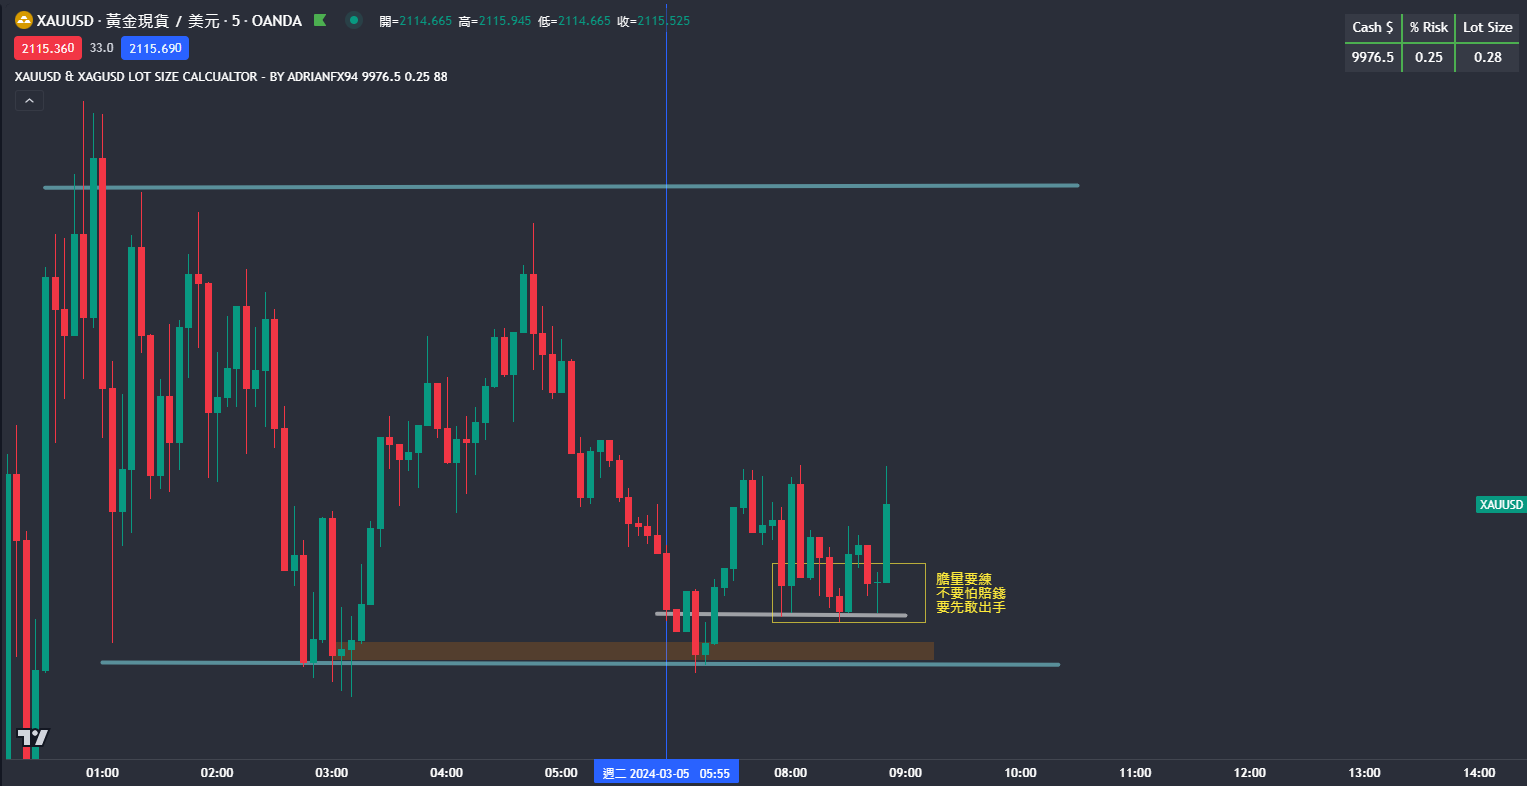 XAUUSD · 黃金現貨 / 美元 · 5 · OANDA 開=2114.665 高=2115.945 低=2114.665 收=2115.525
2115.360 33.0 2115.690
XAUUSD & XAGUSD LOT SIZE CALCUALTOR - BY ADRIANFX94 9976.5 0.25 88
Cash $ % Risk Lot Size
9976.5 0.25 0.28
XAUUSD
膽量要練
不要怕賠錢
要先敢出手
01:00 02:00 03:00 04:00 05:00 週二 2024-03-05 05:55 08:00 09:00 10:00 11:00 12:00 13:00 14:00